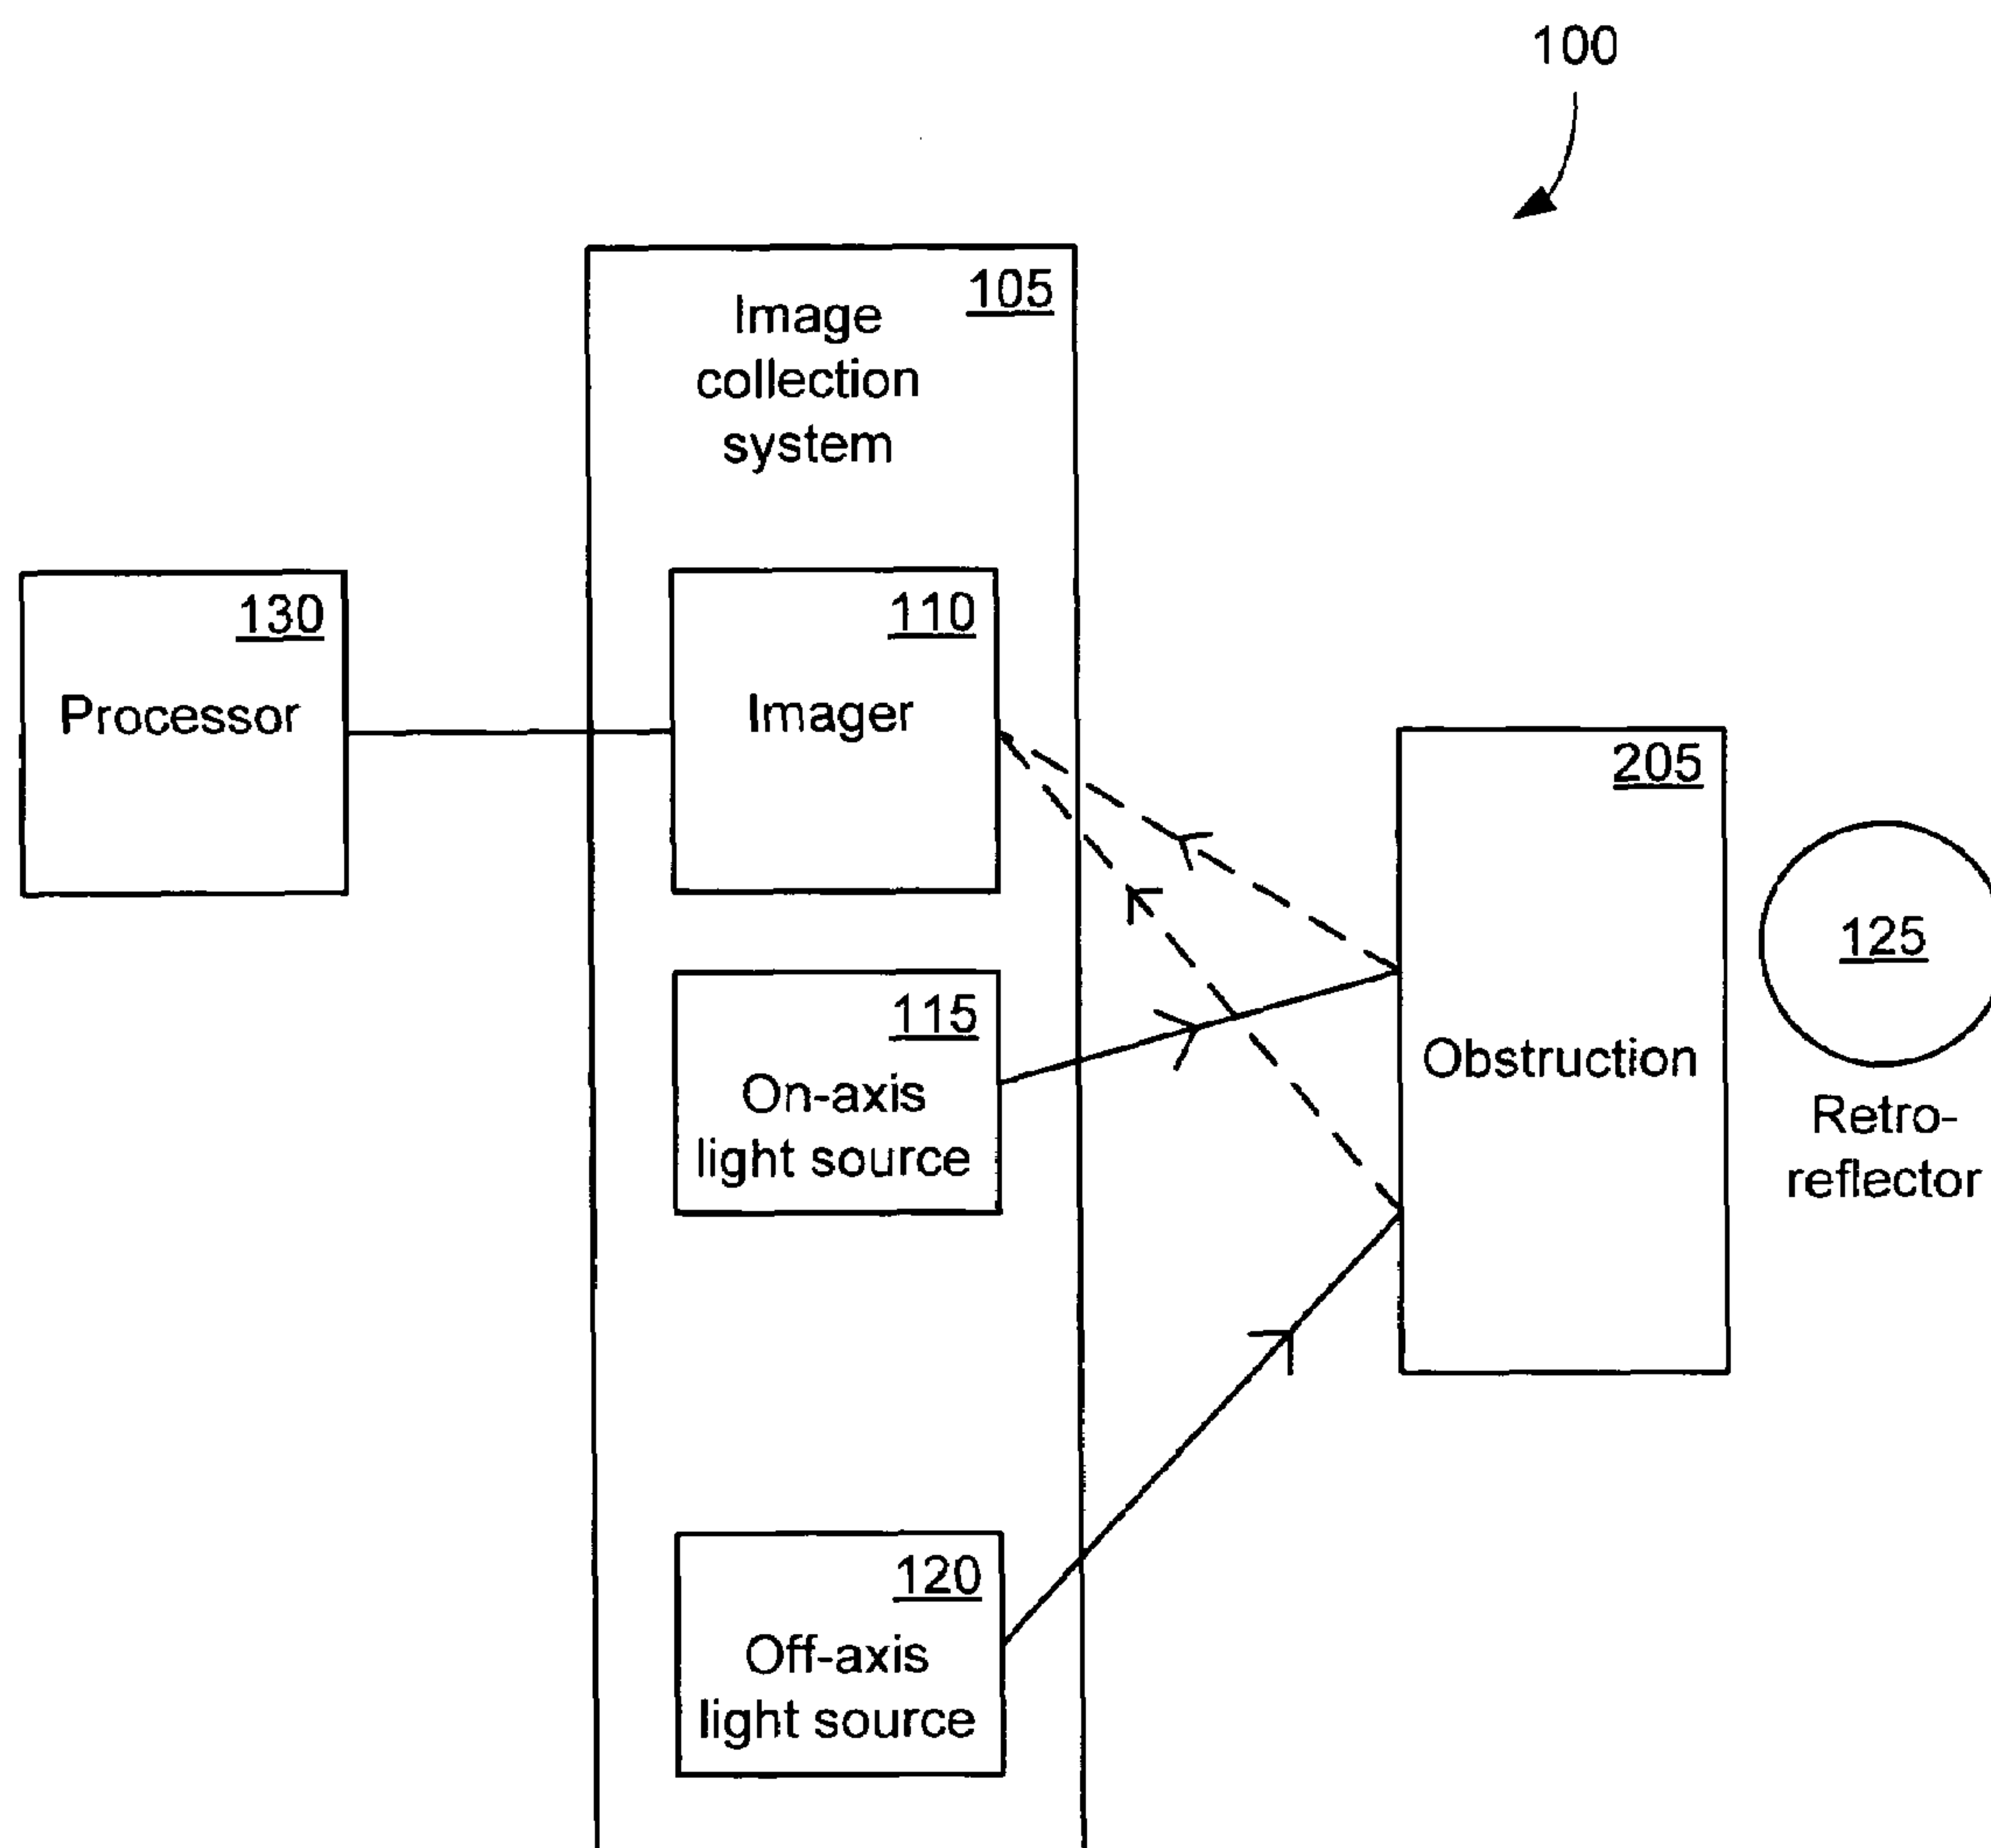 100
105
Image
collection
system
130
Processor
110
Imager
205
Obstruction
125
Retro-
reflector
115
On-axis
light source
120
Off-axis
light source